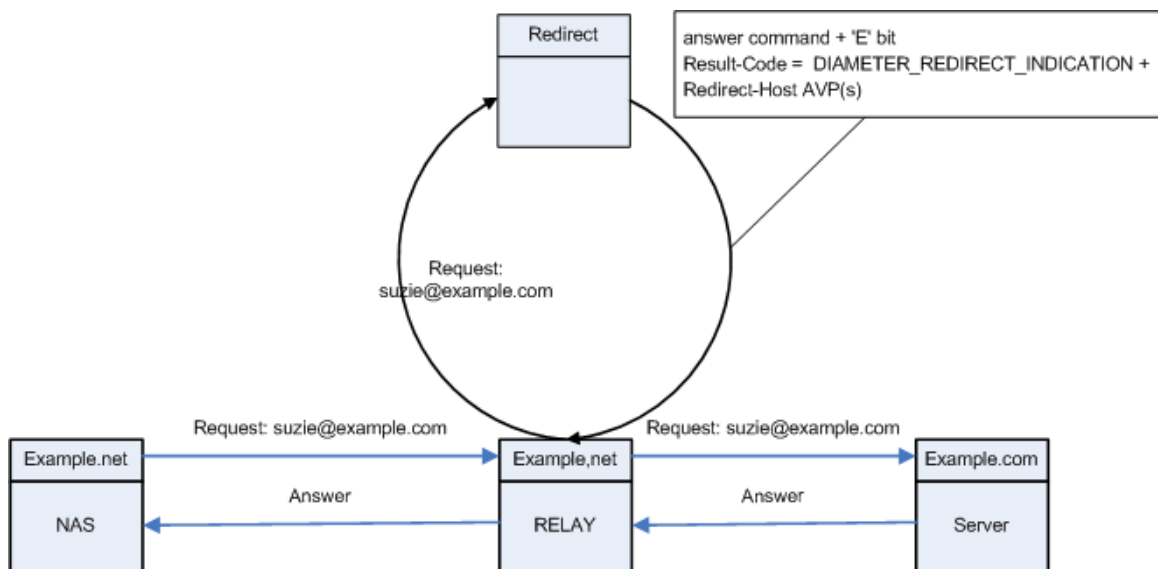 Redirect
answer command + 'E' bit
Result-Code = DIAMETER_REDIRECT_INDICATION +
Redirect-Host AVP(s)
Request:
suzie@example.com
Request: suzie@example.com
Request: suzie@example.com
Example.net
Example,net
Example.com
Answer
Answer
NAS
RELAY
Server